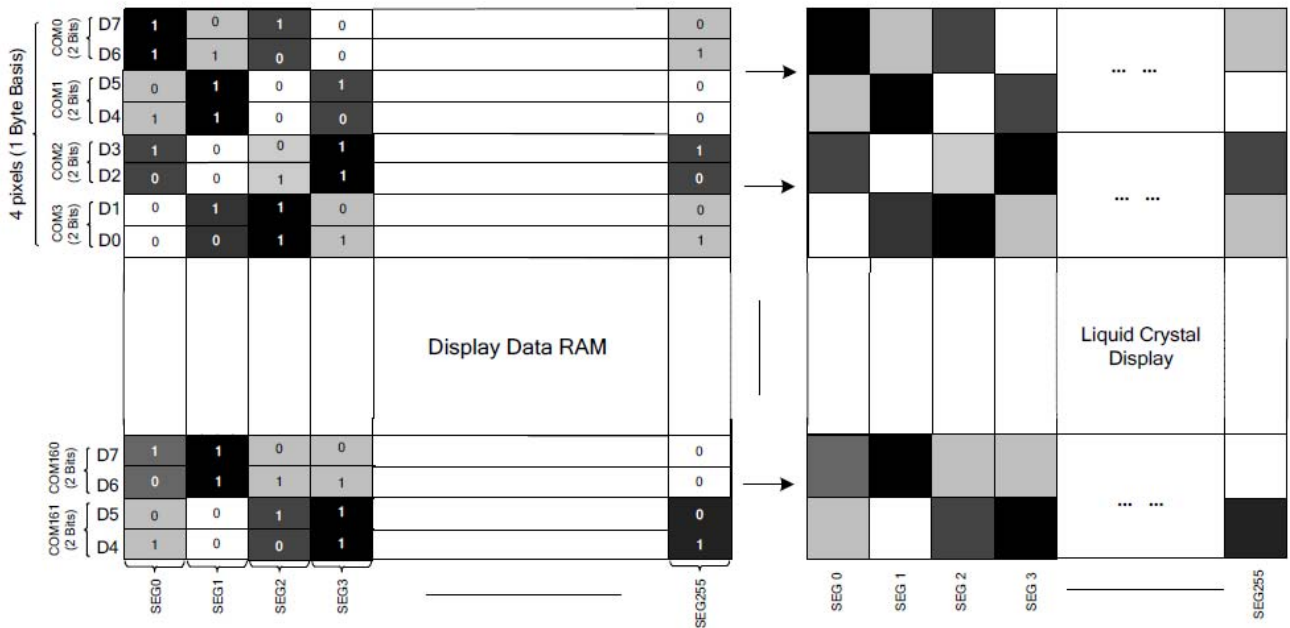 4 pixels (1 Byte Basis)
COM0
(2 Bits)
D7 1 0 1 0 0
D6 1 1 0 0 1
COM1
(2 Bits)
D5 0 1 0 1 0
D4 1 1 0 0 0
COM2
(2 Bits)
D3 1 0 0 1 1
D2 0 0 1 1 0
COM3
(2 Bits)
D1 0 1 1 0 0
D0 0 0 1 1 1
... ...
... ...
Display Data RAM
Liquid Crystal
Display
COM160
(2 Bits)
D7 1 1 0 0 0
D6 0 1 1 1 0
COM161
(2 Bits)
D5 0 0 1 1 0
D4 1 0 0 1 1
... ...
SEG0 SEG1 SEG2 SEG3 SEG255
SEG 0 SEG 1 SEG 2 SEG 3 SEG255